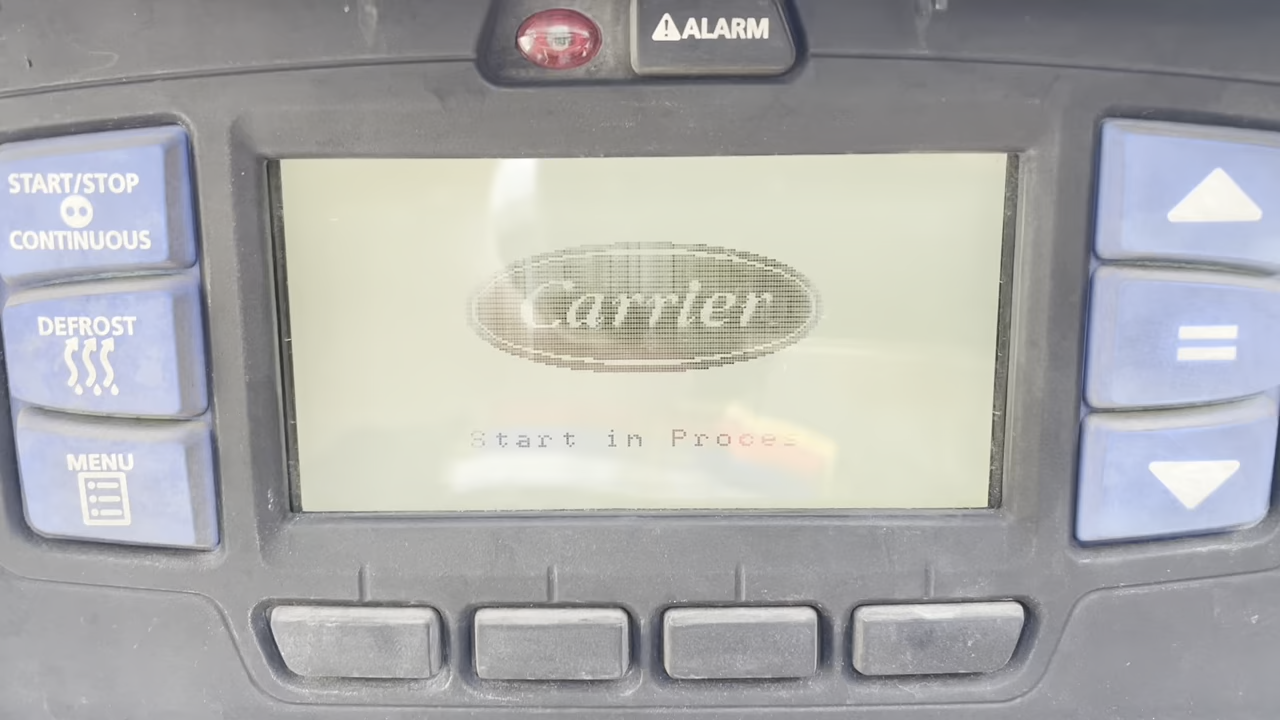 ALARM
START/STOP
CONTINUOUS
DEFROST
MENU
Carrier
Start in Proces